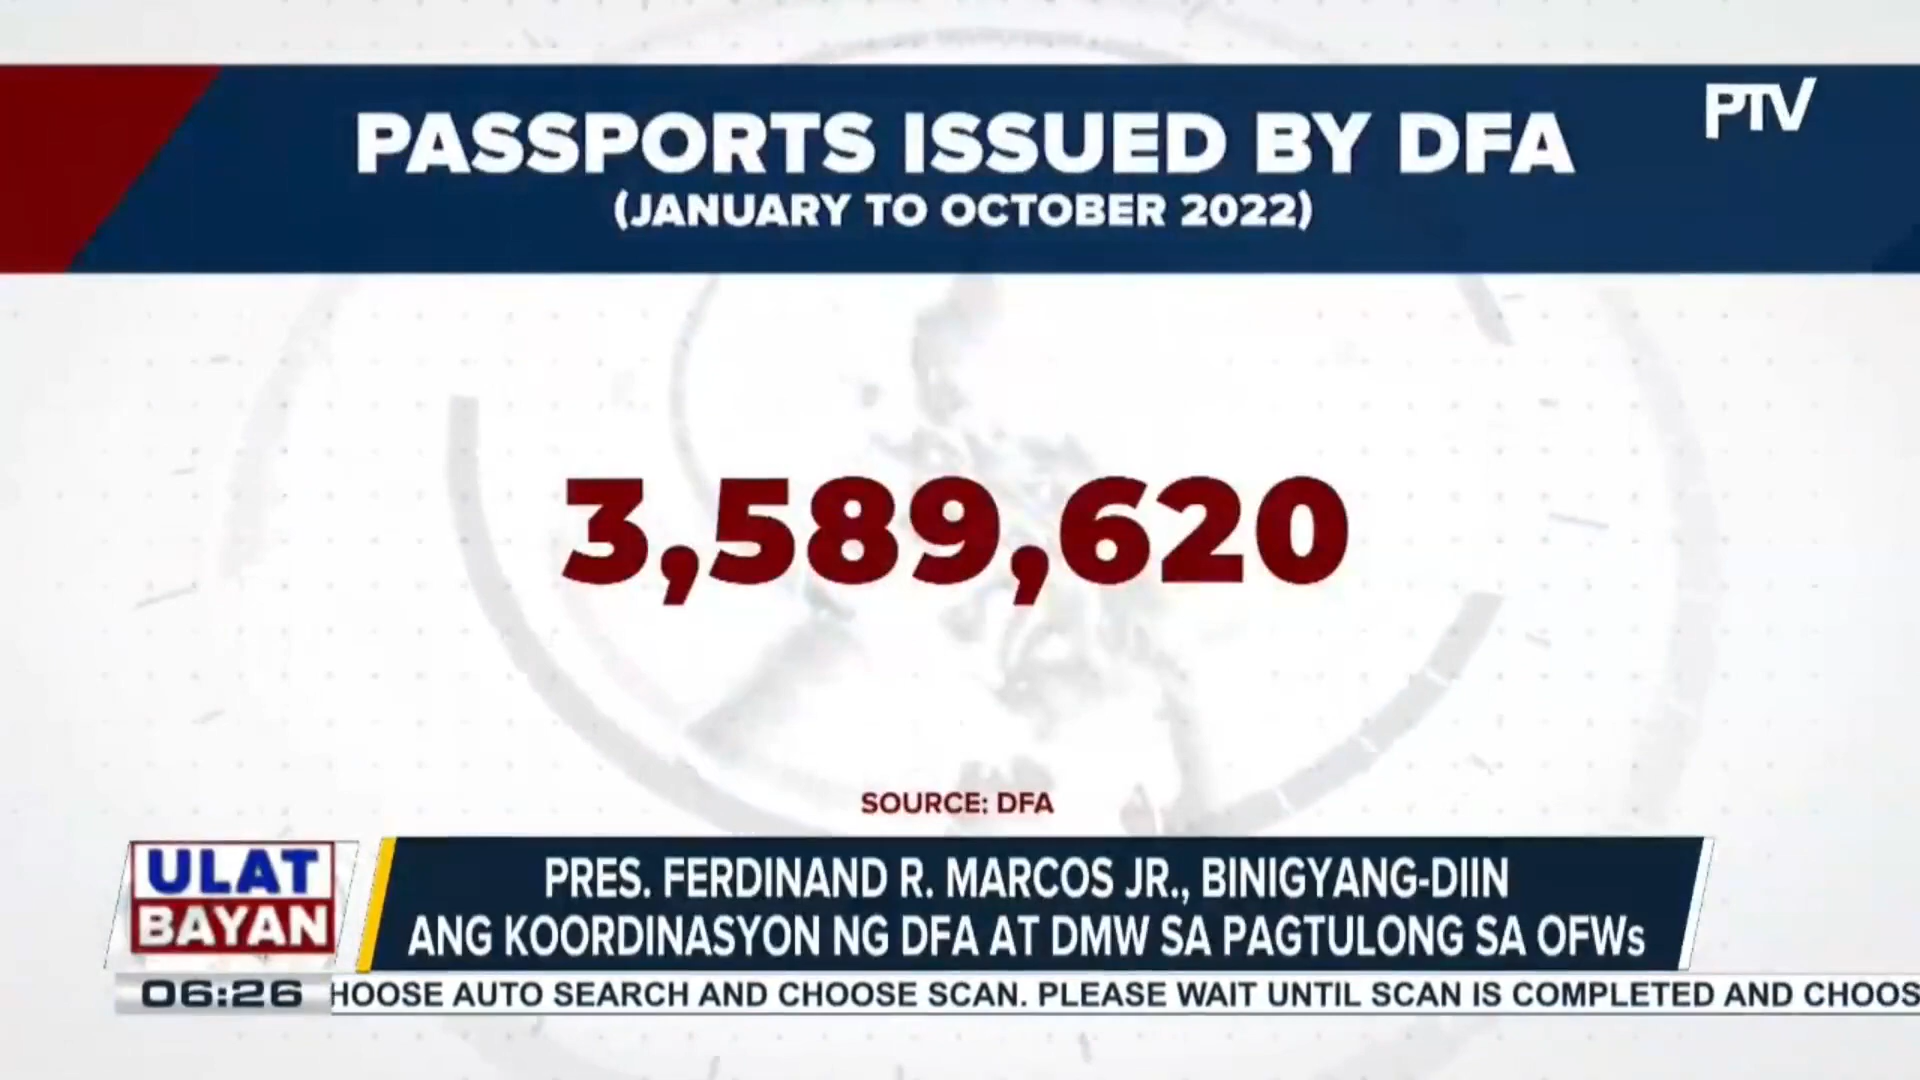 PTV
PASSPORTS ISSUED BY DFA
(JANUARY TO OCTOBER 2022)
3,589,620
SOURCE: DFA
ULAT
BAYAN
PRES. FERDINAND R. MARCOS JR., BINIGYANG-DIIN
ANG KOORDINASYON NG DFA AT DMW SA PAGTULONG SA OFWs
06:26
HOOSE AUTO SEARCH AND CHOOSE SCAN. PLEASE WAIT UNTIL SCAN IS COMPLETED AND CHOOS